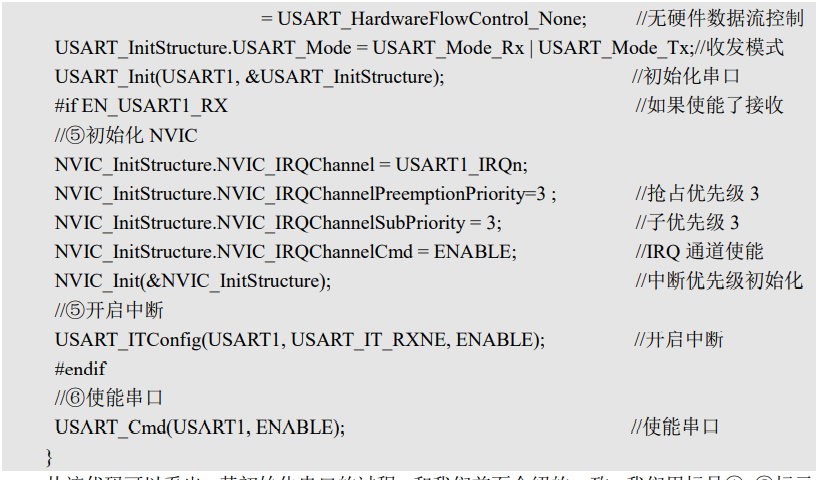 = USART_HardwareFlowControl_None; //无硬件数据流控制
USART_InitStructure.USART_Mode = USART_Mode_Rx | USART_Mode_Tx;//收发模式
USART_Init(USART1, &USART_InitStructure); //初始化串口
#if EN_USART1_RX //如果使能了接收
//⑤初始化 NVIC
NVIC_InitStructure.NVIC_IRQChannel = USART1_IRQn;
NVIC_InitStructure.NVIC_IRQChannelPreemptionPriority=3 ; //抢占优先级 3
NVIC_InitStructure.NVIC_IRQChannelSubPriority = 3; //子优先级 3
NVIC_InitStructure.NVIC_IRQChannelCmd = ENABLE; //IRQ 通道使能
NVIC_Init(&NVIC_InitStructure); //中断优先级初始化
//⑤开启中断
USART_ITConfig(USART1, USART_IT_RXNE, ENABLE); //开启中断
#endif
//⑥使能串口
USART_Cmd(USART1, ENABLE); //使能串口
}